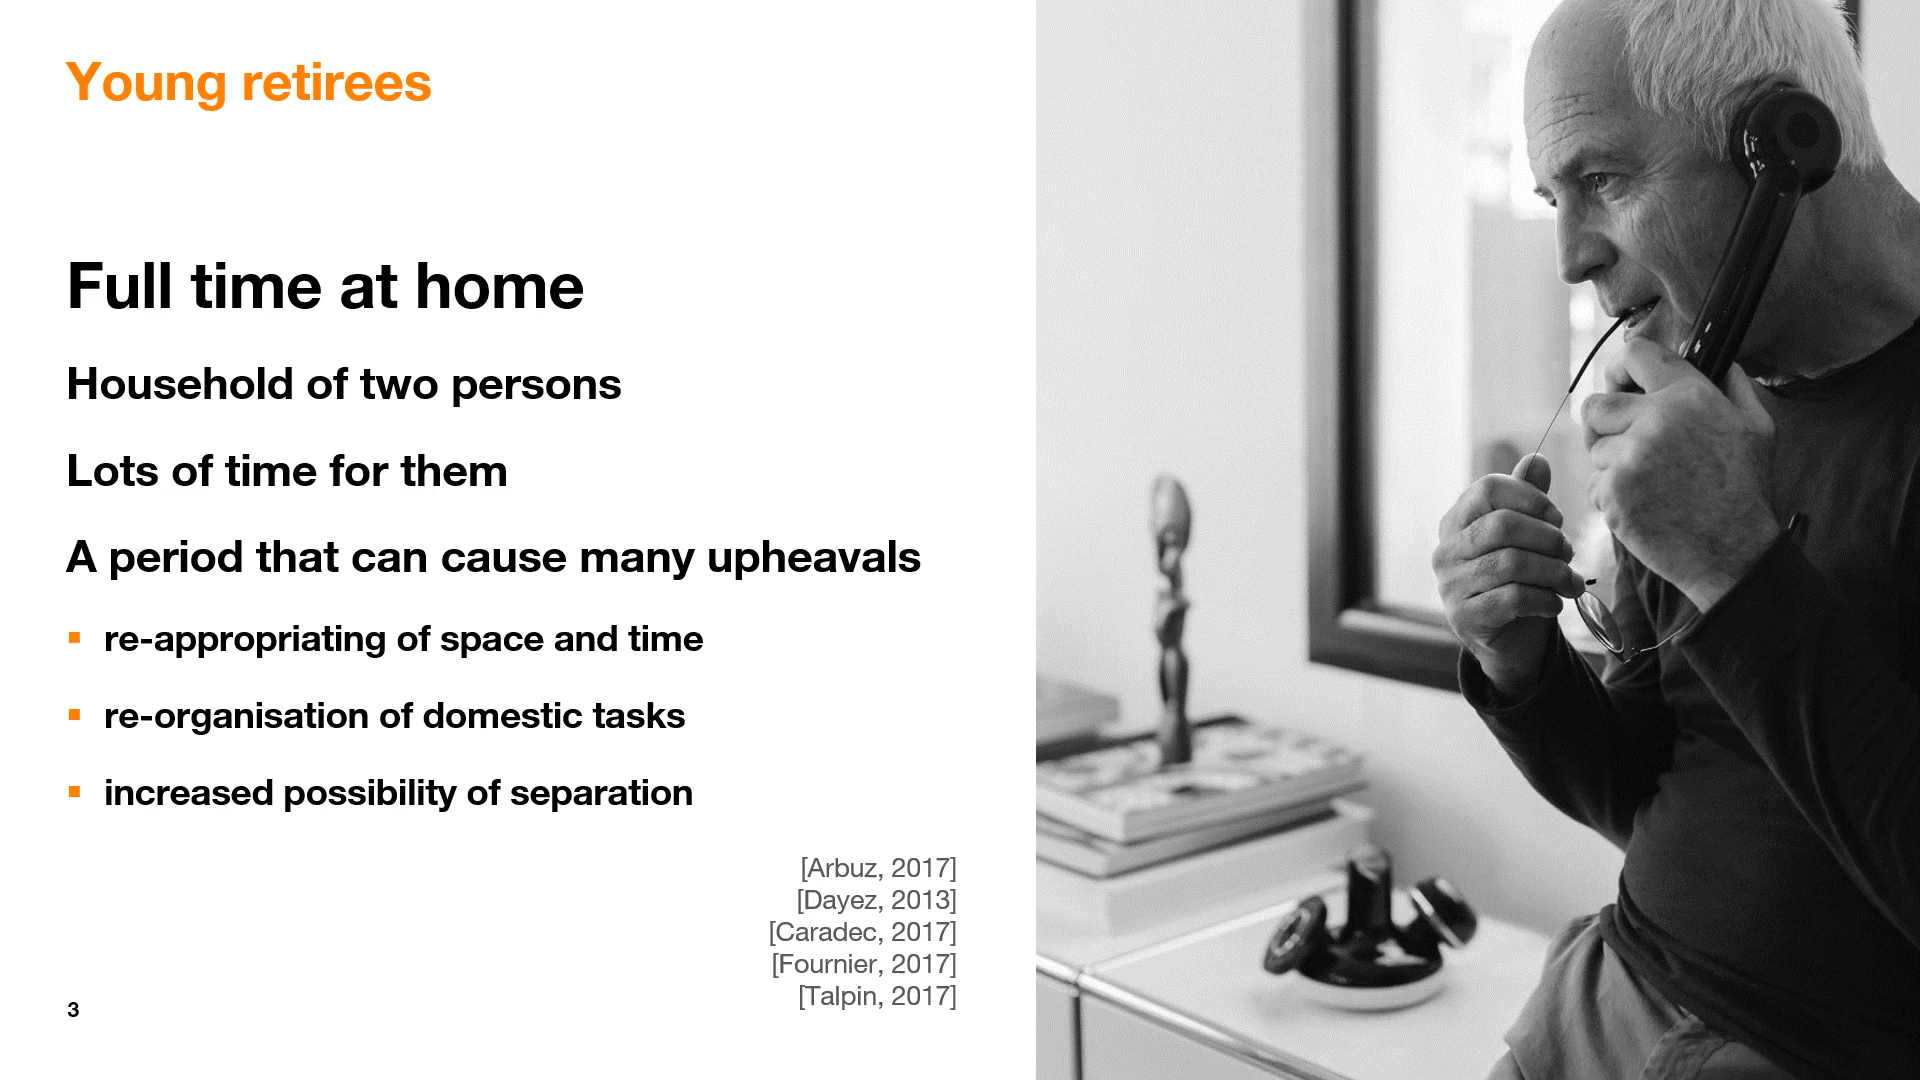 Young retirees
Full time at home
Household of two persons
Lots of time for them
A period that can cause many upheavals
▪ re-appropriating of space and time
▪ re-organisation of domestic tasks
▪ increased possibility of separation
[Arbuz, 2017]
[Dayez, 2013]
[Caradec, 2017]
[Fournier, 2017]
[Talpin, 2017]
3